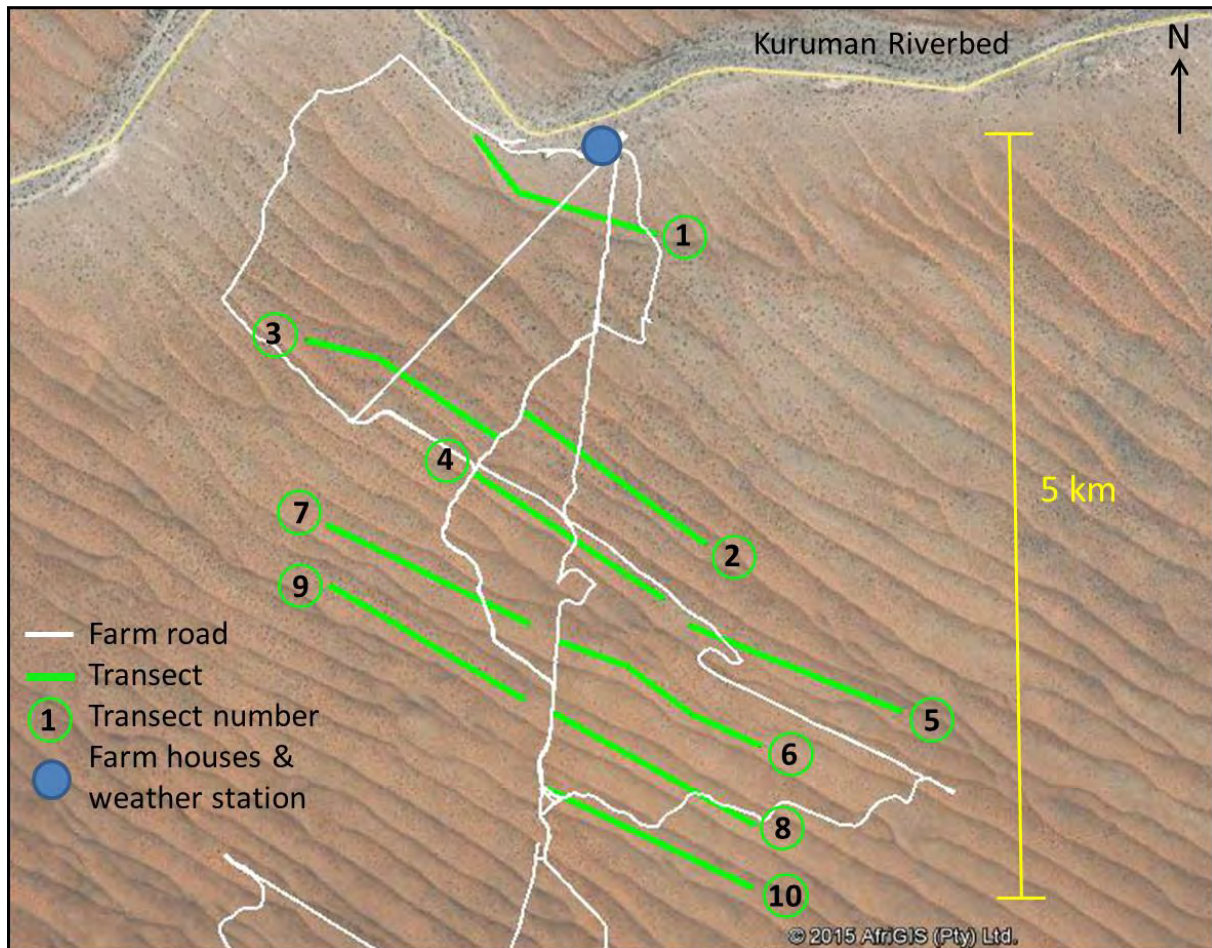 Kuruman Riverbed
N
1
3
4
2
7
9
5 km
5
6
8
10
Farm road
Transect
1 Transect number
Farm houses &
weather station
© 2015 AfriGIS (Pty) Ltd.